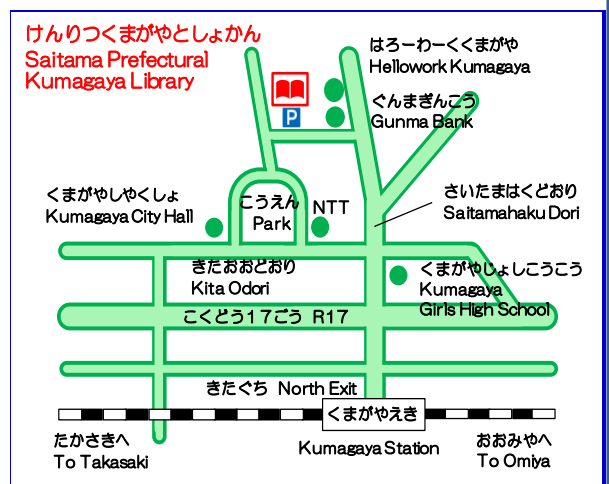 けんりつくまがやとしょかん
Saitama Prefectural
Kumagaya Library
はろーわーくくまがや
Hellowork Kumagaya
P
ぐんまぎんこう
Gunma Bank
くまがやしやくしょ
Kumagaya City Hall
こうえん
Park
NTT
さいたまはくどおり
Saitamahaku Dori
きたおおどおり
Kita Odori
くまがやじょしこうこう
Kumagaya
Girls High School
こくどう１７ごう R17
きたぐち North Exit
くまがやえき
Kumagaya Station
たかさきへ
To Takasaki
おおみやへ
To Omiya